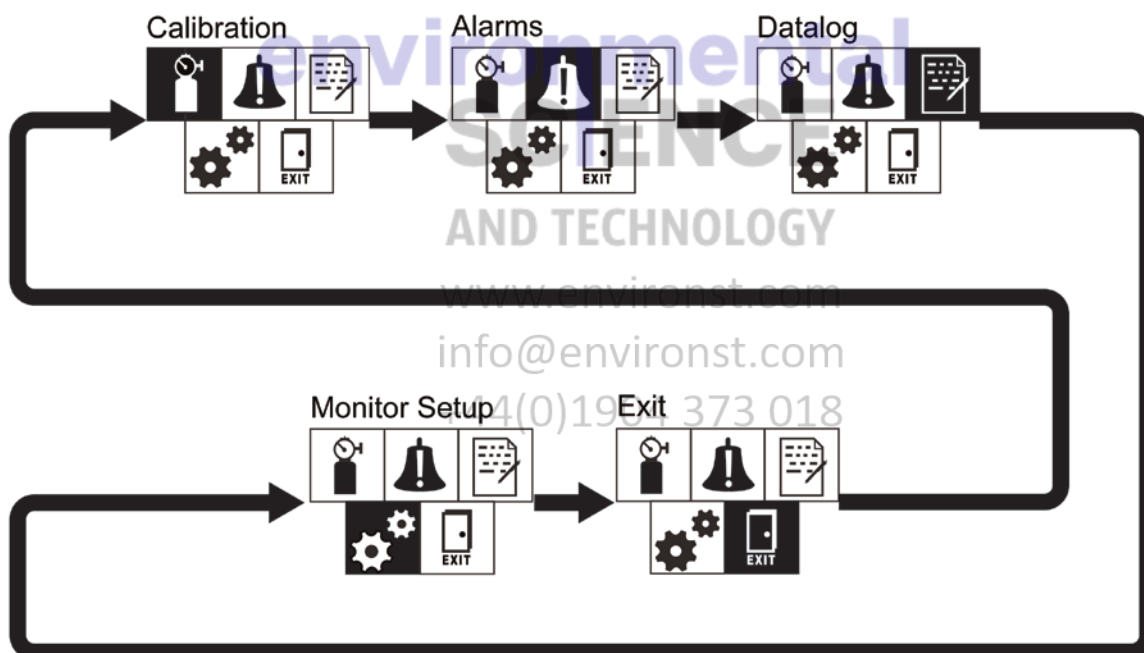 Calibration
Alarms
Datalog
environmental
SCIENCE
EXIT
EXIT
EXIT
AND TECHNOLOGY
www.environst.com
info@environst.com
Monitor Setup
Exit
+44(0)1904 373 018
EXIT
EXIT